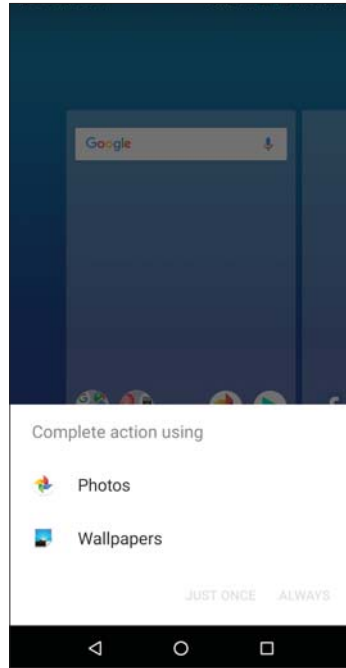 Google
Complete action using
Photos
Wallpapers
JUST ONCE ALWAYS